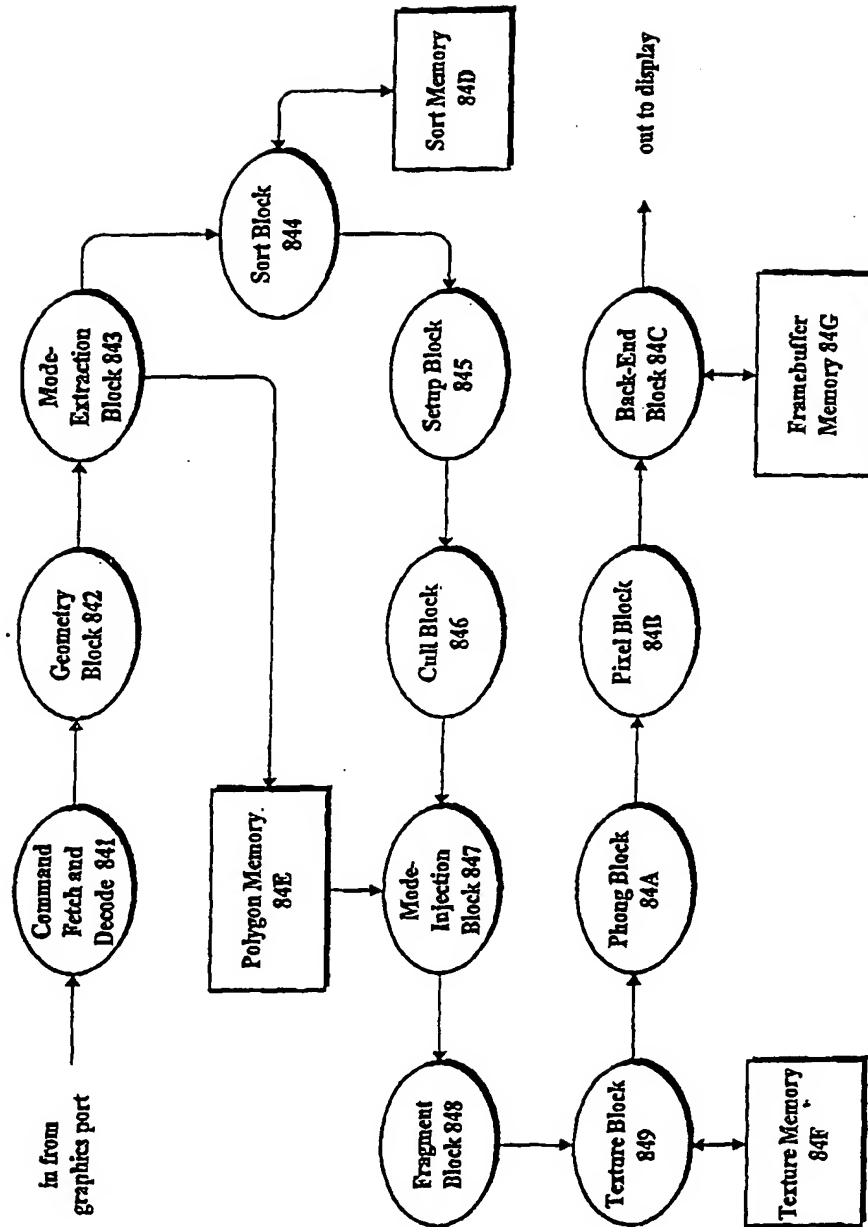 in from
graphics port
Command
Fetch and
Decode 841
Geometry
Block 842
Mode-
Extraction
Block 843
Sort Block
844
Sort Memory
84D
Polygon Memory.
84E
Setup Block
845
Cull Block
846
Mode-
Injection
Block 847
Fragment
Block 848
Texture Block
849
Texture Memory
84F
Phong Block
84A
Pixel Block
84B
Back-End
Block 84C
Framebuffer
Memory 84G
out to display